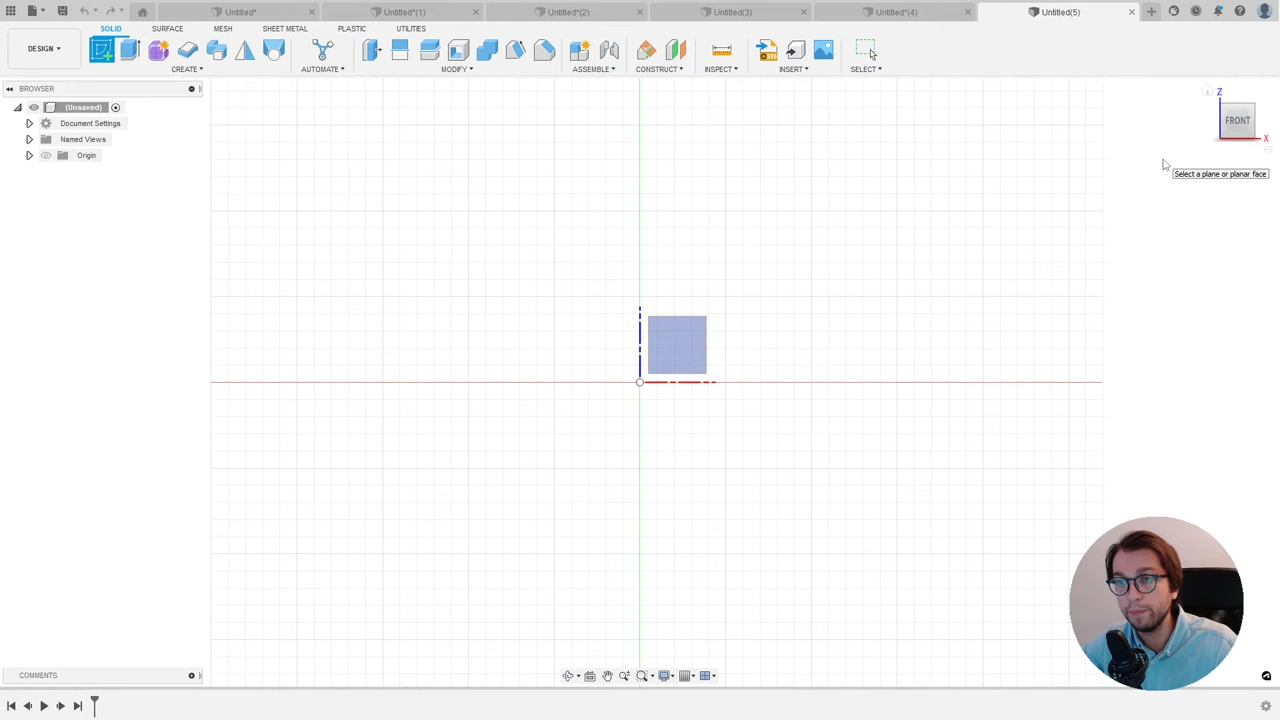 Untitled*
Untitled*(1)
Untitled*(2)
Untitled(3)
Untitled*(4)
Untitled(5)
SOLID
SURFACE
MESH
SHEET METAL
PLASTIC
UTILITIES
DESIGN
CREATE
AUTOMATE
MODIFY
ASSEMBLE
CONSTRUCT
INSPECT
INSERT
SELECT
BROWSER
(Unsaved)
Document Settings
Named Views
Origin
Z
FRONT
X
Select a plane or planar face
COMMENTS